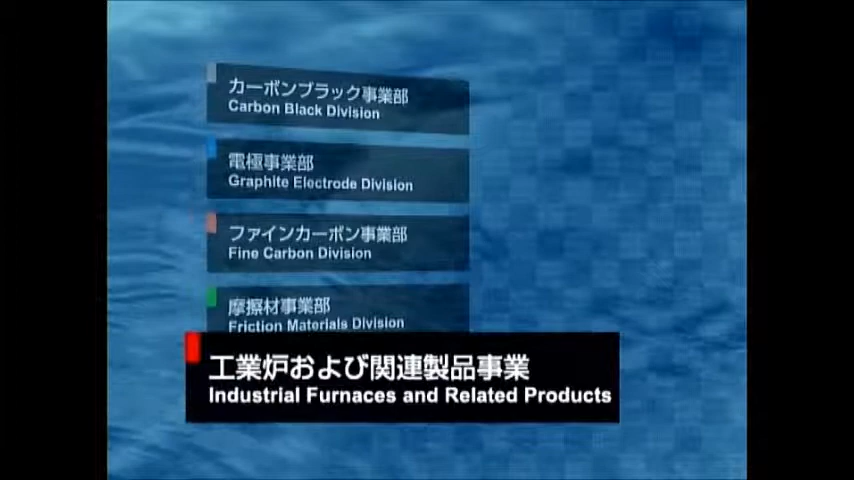 カーボンブラック事業部
Carbon Black Division
電極事業部
Graphite Electrode Division
ファインカーボン事業部
Fine Carbon Division
摩擦材事業部
Friction Materials Division
工業炉および関連製品事業
Industrial Furnaces and Related Products